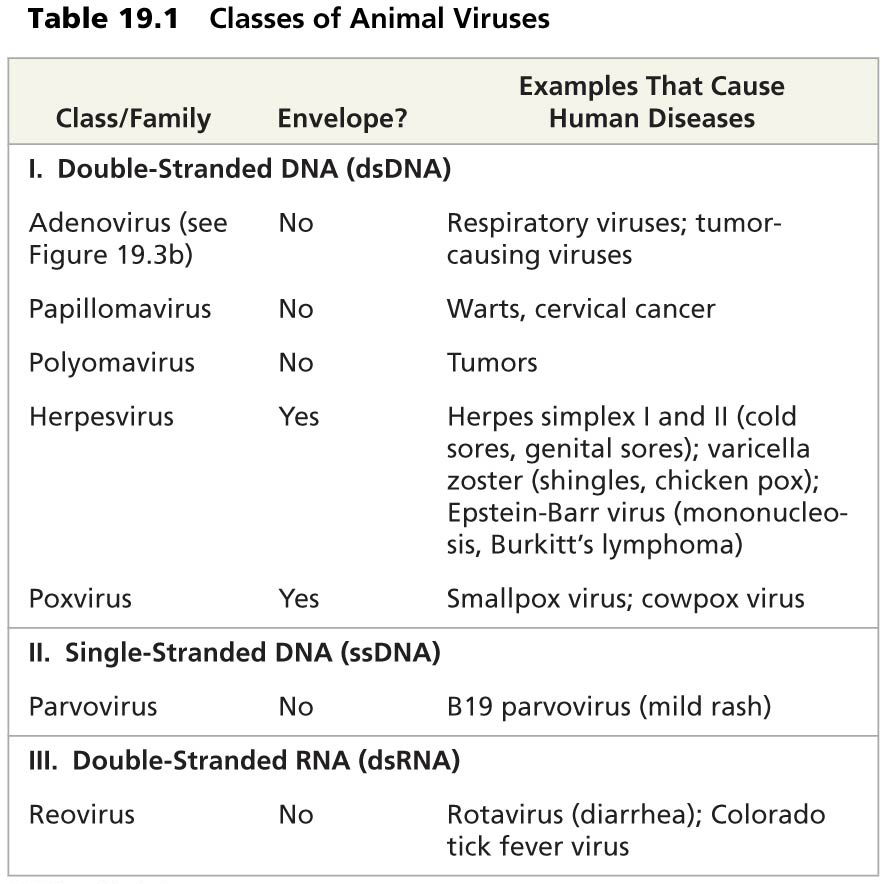 Table 19.1 Classes of Animal Viruses
Class/Family Envelope? Examples That Cause
Human Diseases
I. Double-Stranded DNA (dsDNA)
Adenovirus (see No Respiratory viruses; tumor-
Figure 19.3b) causing viruses
Papillomavirus No Warts, cervical cancer
Polyomavirus No Tumors
Herpesvirus Yes Herpes simplex I and II (cold
sores, genital sores); varicella
zoster (shingles, chicken pox);
Epstein-Barr virus (mononucleo-
sis, Burkitt’s lymphoma)
Poxvirus Yes Smallpox virus; cowpox virus
II. Single-Stranded DNA (ssDNA)
Parvovirus No B19 parvovirus (mild rash)
III. Double-Stranded RNA (dsRNA)
Reovirus No Rotavirus (diarrhea); Colorado
tick fever virus